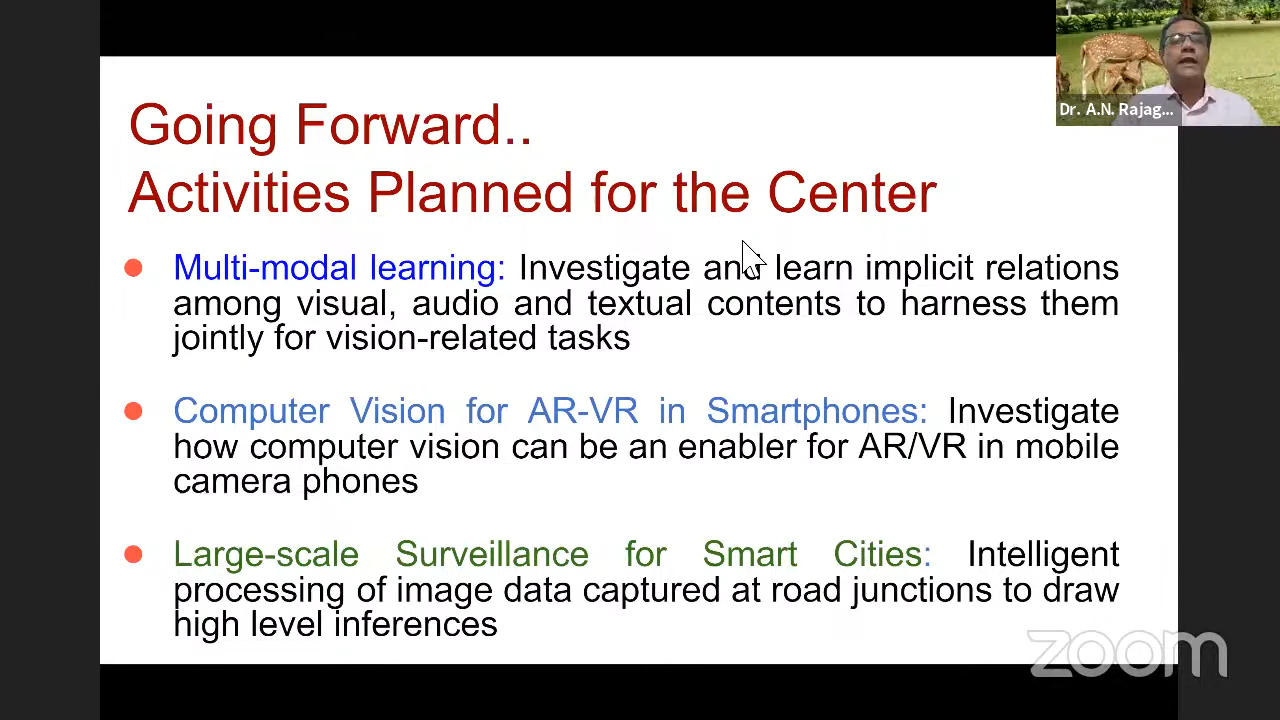 Dr. A.N. Rajag...
Going Forward..
Activities Planned for the Center
Multi-modal learning: Investigate and learn implicit relations
among visual, audio and textual contents to harness them
jointly for vision-related tasks
Computer Vision for AR-VR in Smartphones: Investigate
how computer vision can be an enabler for AR/VR in mobile
camera phones
Large-scale Surveillance for Smart Cities: Intelligent
processing of image data captured at road junctions to draw
high level inferences
zoom